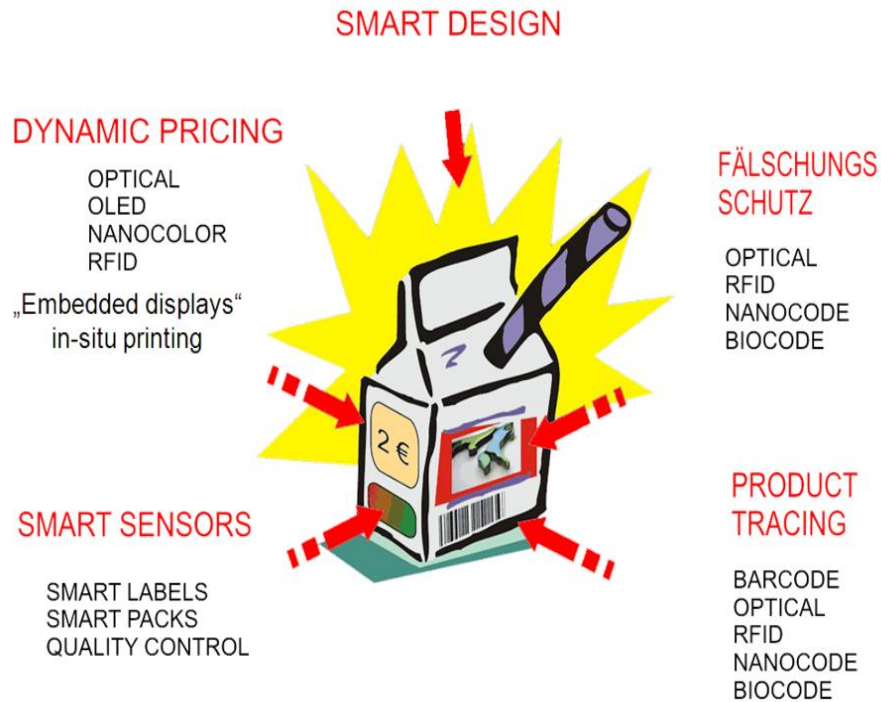 SMART DESIGN
DYNAMIC PRICING
OPTICAL
OLED
NANOCOLOR
RFID
„Embedded displays“
in-situ printing
FÄLSCHUNGS
SCHUTZ
OPTICAL
RFID
NANOCODE
BIOCODE
2 €
SMART SENSORS
SMART LABELS
SMART PACKS
QUALITY CONTROL
PRODUCT
TRACING
BARCODE
OPTICAL
RFID
NANOCODE
BIOCODE